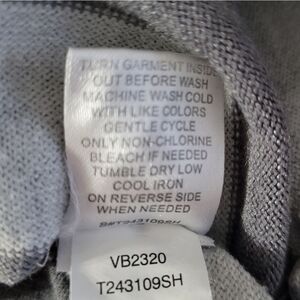 TURN GARMENT INSIDE
OUT BEFORE WASH
MACHINE WASH COLD
WITH LIKE COLORS
GENTLE CYCLE
ONLY NON-CHLORINE
BLEACH IF NEEDED
TUMBLE DRY LOW
COOL IRON
ON REVERSE SIDE
WHEN NEEDED
S#T243109SH
VB2320
T243109SH